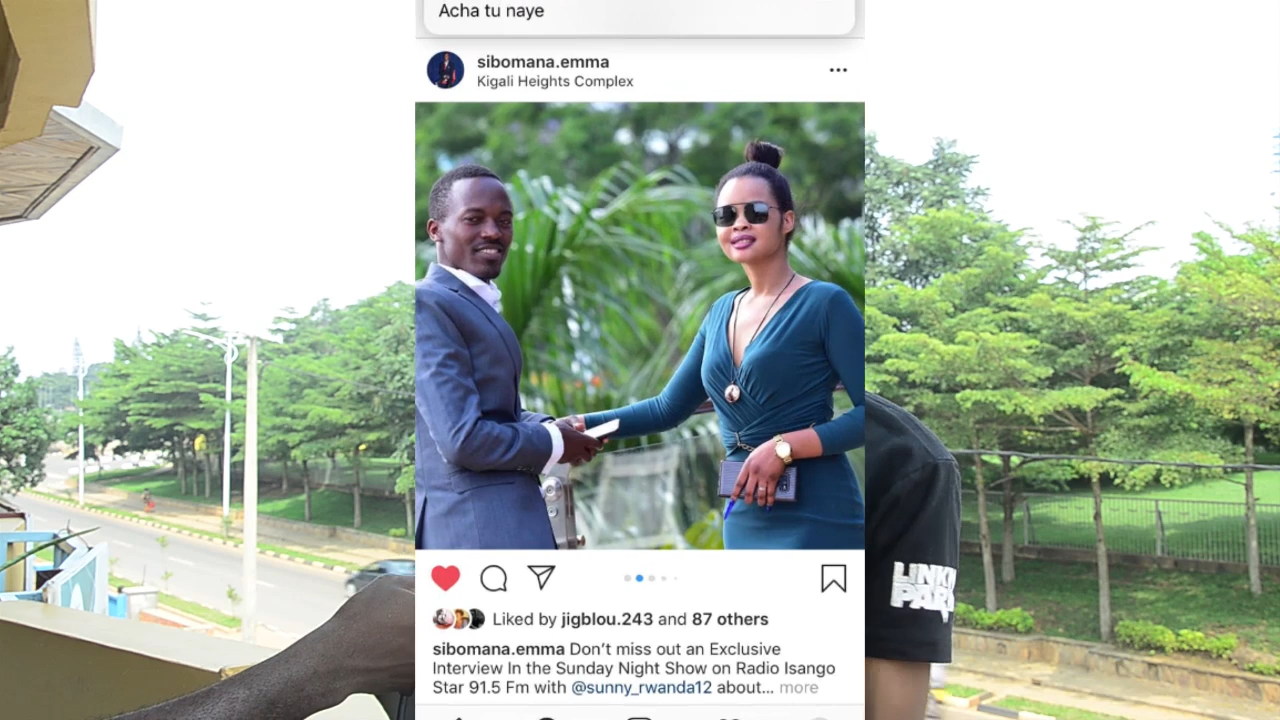 Acha tu naye
sibomana.emma
Kigali Heights Complex
Liked by jigblou.243 and 87 others
sibomana.emma Don't miss out an Exclusive
Interview In the Sunday Night Show on Radio Isango
Star 91.5 Fm with @sunny_rwanda12 about... more
LINKIN
PARK